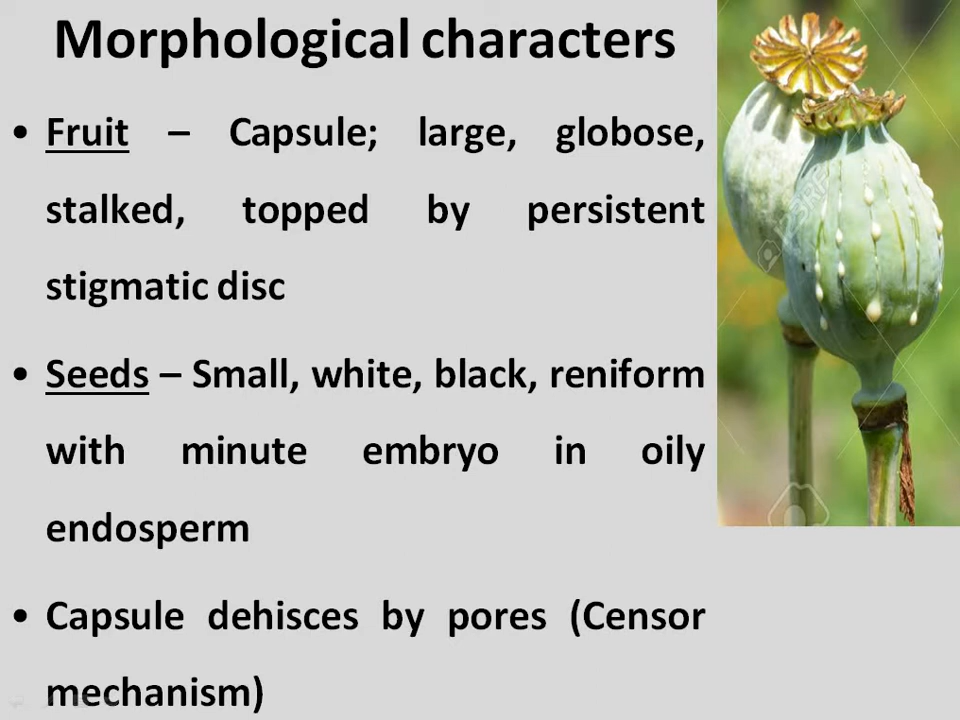 Morphological characters
• Fruit – Capsule; large, globose,
stalked, topped by persistent
stigmatic disc
• Seeds – Small, white, black, reniform
with minute embryo in oily
endosperm
• Capsule dehisces by pores (Censor
mechanism)